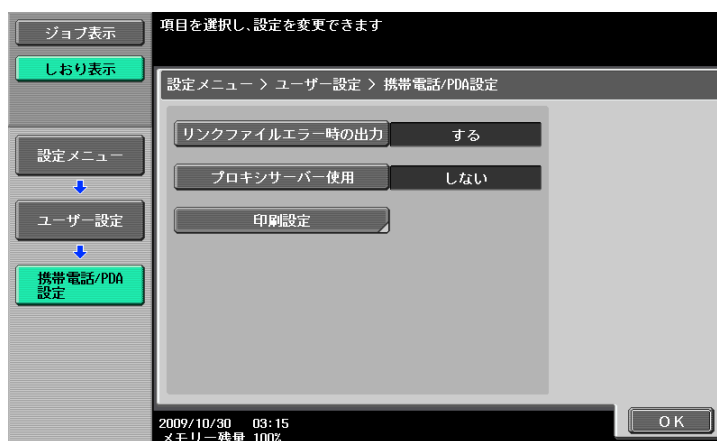 ジョブ表示
しおり表示
設定メニュー
ユーザー設定
携帯電話/PDA
設定
項目を選択し､設定を変更できます
設定メニュー > ユーザー設定 > 携帯電話/PDA設定
リンクファイルエラー時の出力 する
プロキシサーバー使用 しない
印刷設定
2009/10/30 03:15
メモリー残量 100%
OK